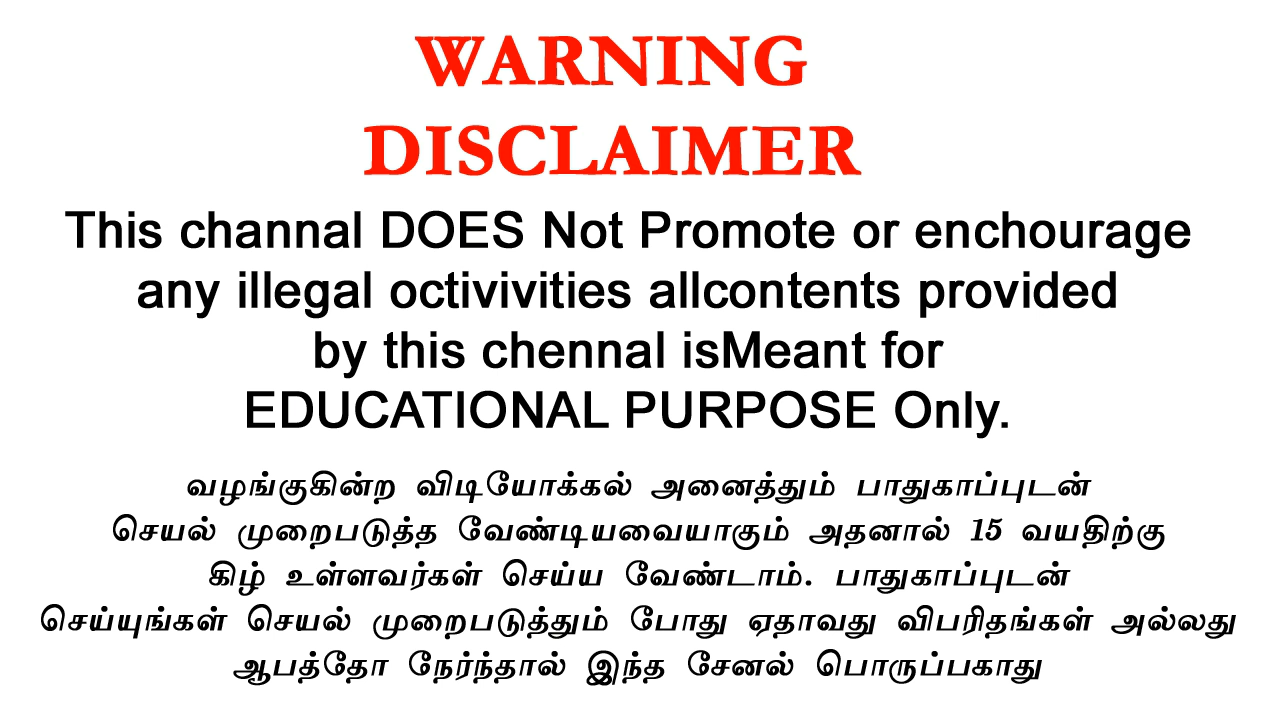 WARNING
DISCLAIMER
This channal DOES Not Promote or enchourage
any illegal octivivities allcontents provided
by this chennal isMeant for
EDUCATIONAL PURPOSE Only.
வழங்குகின்ற விடியோக்கல் அனைத்தும் பாதுகாப்புடன்
செயல் முறைபடுத்த வேண்டியவையாகும் அதனால் 15 வயதிற்கு
கிழ் உள்ளவர்கள் செய்ய வேண்டாம். பாதுகாப்புடன்
செய்யுங்கள் செயல் முறைபடுத்தும் போது ஏதாவது விபரிதங்கள் அல்லது
ஆபத்தோ நேர்ந்தால் இந்த சேனல் பொருப்பகாது